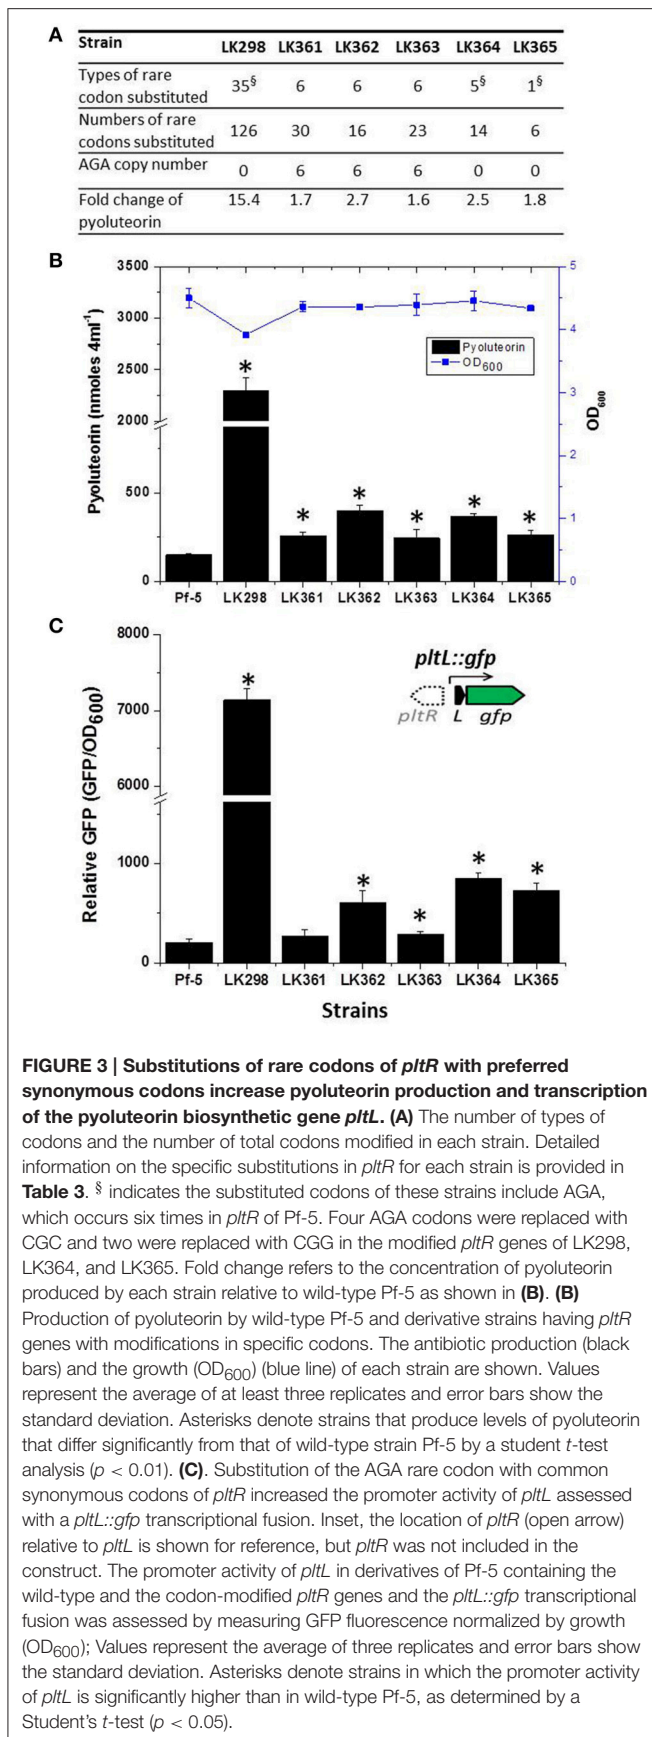 A
Strain LK298 LK361 LK362 LK363 LK364 LK365
Types of rare codon substituted 35§ 6 6 6 5§ 1§
Numbers of rare codons substituted 126 30 16 23 14 6
AGA copy number 0 6 6 6 0 0
Fold change of pyoluteorin 15.4 1.7 2.7 1.6 2.5 1.8
B
Pyoluteorin (nmoles 4ml⁻¹)
3500
3000
2500
2000
500
0
OD600
5
4
3
2
1
0
Pyoluteorin
OD600
* * * * * *
Pf-5 LK298 LK361 LK362 LK363 LK364 LK365
C
Relative GFP (GFP/OD600)
8000
7000
6000
1000
0
pltL::gfp
pltR L gfp
* * * * *
Pf-5 LK298 LK361 LK362 LK363 LK364 LK365
Strains
FIGURE 3 | Substitutions of rare codons of pltR with preferred
synonymous codons increase pyoluteorin production and transcription
of the pyoluteorin biosynthetic gene pltL. (A) The number of types of
codons and the number of total codons modified in each strain. Detailed
information on the specific substitutions in pltR for each strain is provided in
Table 3. § indicates the substituted codons of these strains include AGA,
which occurs six times in pltR of Pf-5. Four AGA codons were replaced with
CGC and two were replaced with CGG in the modified pltR genes of LK298,
LK364, and LK365. Fold change refers to the concentration of pyoluteorin
produced by each strain relative to wild-type Pf-5 as shown in (B). (B)
Production of pyoluteorin by wild-type Pf-5 and derivative strains having pltR
genes with modifications in specific codons. The antibiotic production (black
bars) and the growth (OD600) (blue line) of each strain are shown. Values
represent the average of at least three replicates and error bars show the
standard deviation. Asterisks denote strains that produce levels of pyoluteorin
that differ significantly from that of wild-type strain Pf-5 by a student t-test
analysis (p < 0.01). (C). Substitution of the AGA rare codon with common
synonymous codons of pltR increased the promoter activity of pltL assessed
with a pltL::gfp transcriptional fusion. Inset, the location of pltR (open arrow)
relative to pltL is shown for reference, but pltR was not included in the
construct. The promoter activity of pltL in derivatives of Pf-5 containing the
wild-type and the codon-modified pltR genes and the pltL::gfp transcriptional
fusion was assessed by measuring GFP fluorescence normalized by growth
(OD600); Values represent the average of three replicates and error bars show
the standard deviation. Asterisks denote strains in which the promoter activity
of pltL is significantly higher than in wild-type Pf-5, as determined by a
Student's t-test (p < 0.05).